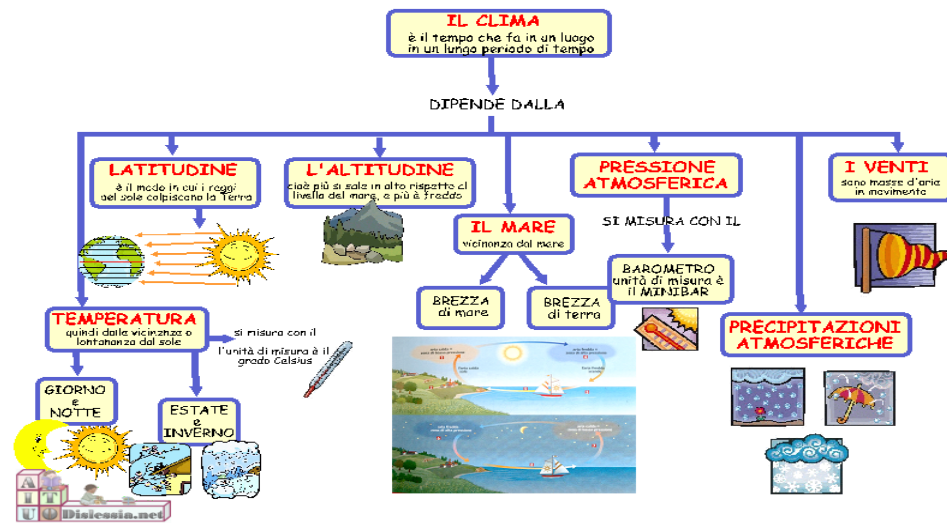 IL CLIMA
è il tempo che fa in un luogo
in un lungo periodo di tempo
DIPENDE DALLA
LATITUDINE
è il modo in cui i raggi
del sole colpiscono la Terra
L'ALTITUDINE
cioè più si sale in alto rispetto al
livello del mare, e più è freddo
IL MARE
vicinanza dal mare
PRESSIONE
ATMOSFERICA
I VENTI
sono masse d'aria
in movimento
SI MISURA CON IL
BAROMETRO
unità di misura è
il MINIBAR
BREZZA
di mare
BREZZA
di terra
TEMPERATURA
quindi dalla vicinanza o
lontananza dal sole
si misura con il
l'unità di misura è il
grado Celsius
PRECIPITAZIONI
ATMOSFERICHE
GIORNO
e
NOTTE
ESTATE
e
INVERNO
AIUTO
Dislessia.net